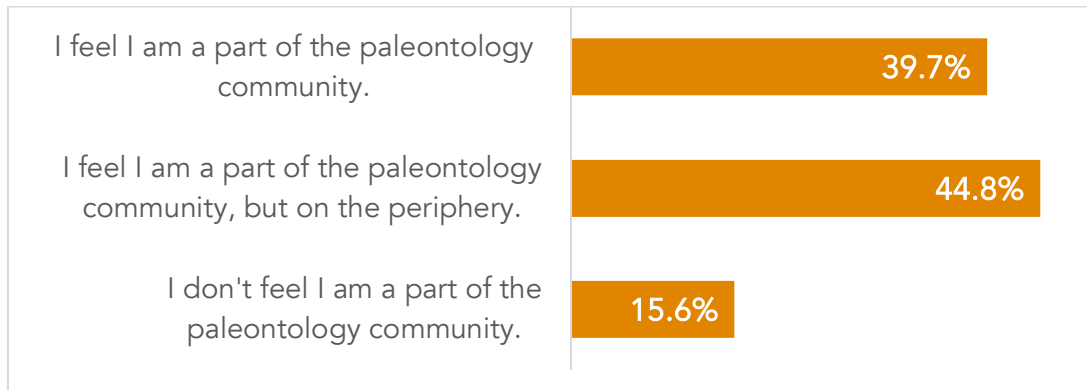 I feel I am a part of the paleontology
community.
39.7%
I feel I am a part of the paleontology
community, but on the periphery.
44.8%
I don't feel I am a part of the
paleontology community.
15.6%